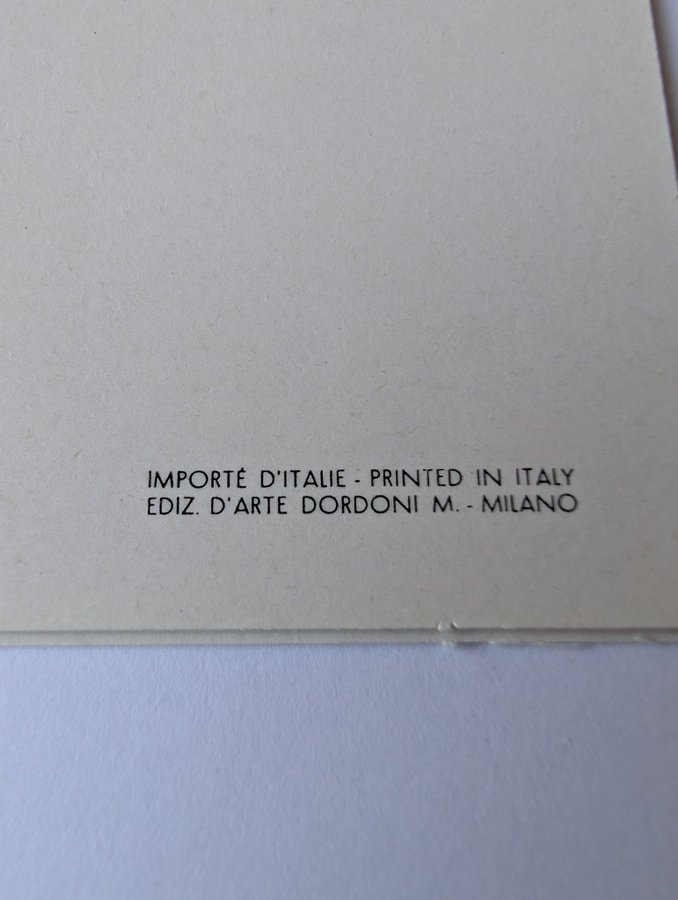 IMPORTÉ D'ITALIE - PRINTED IN ITALY
EDIZ. D'ARTE DORDONI M. - MILANO